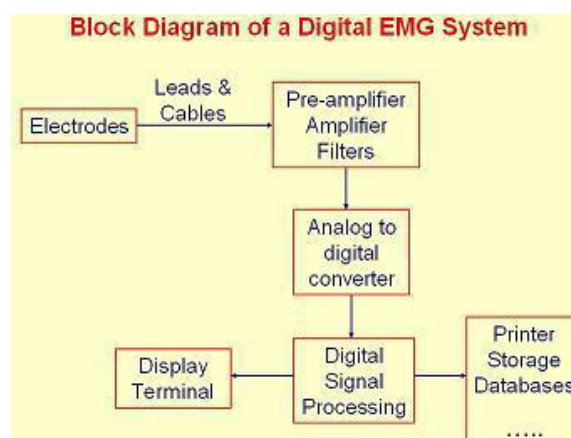 Block Diagram of a Digital EMG System
Leads &
Cables
Electrodes
Pre-amplifier
Amplifier
Filters
Analog to
digital
converter
Display
Terminal
Digital
Signal
Processing
Printer
Storage
Databases
.....